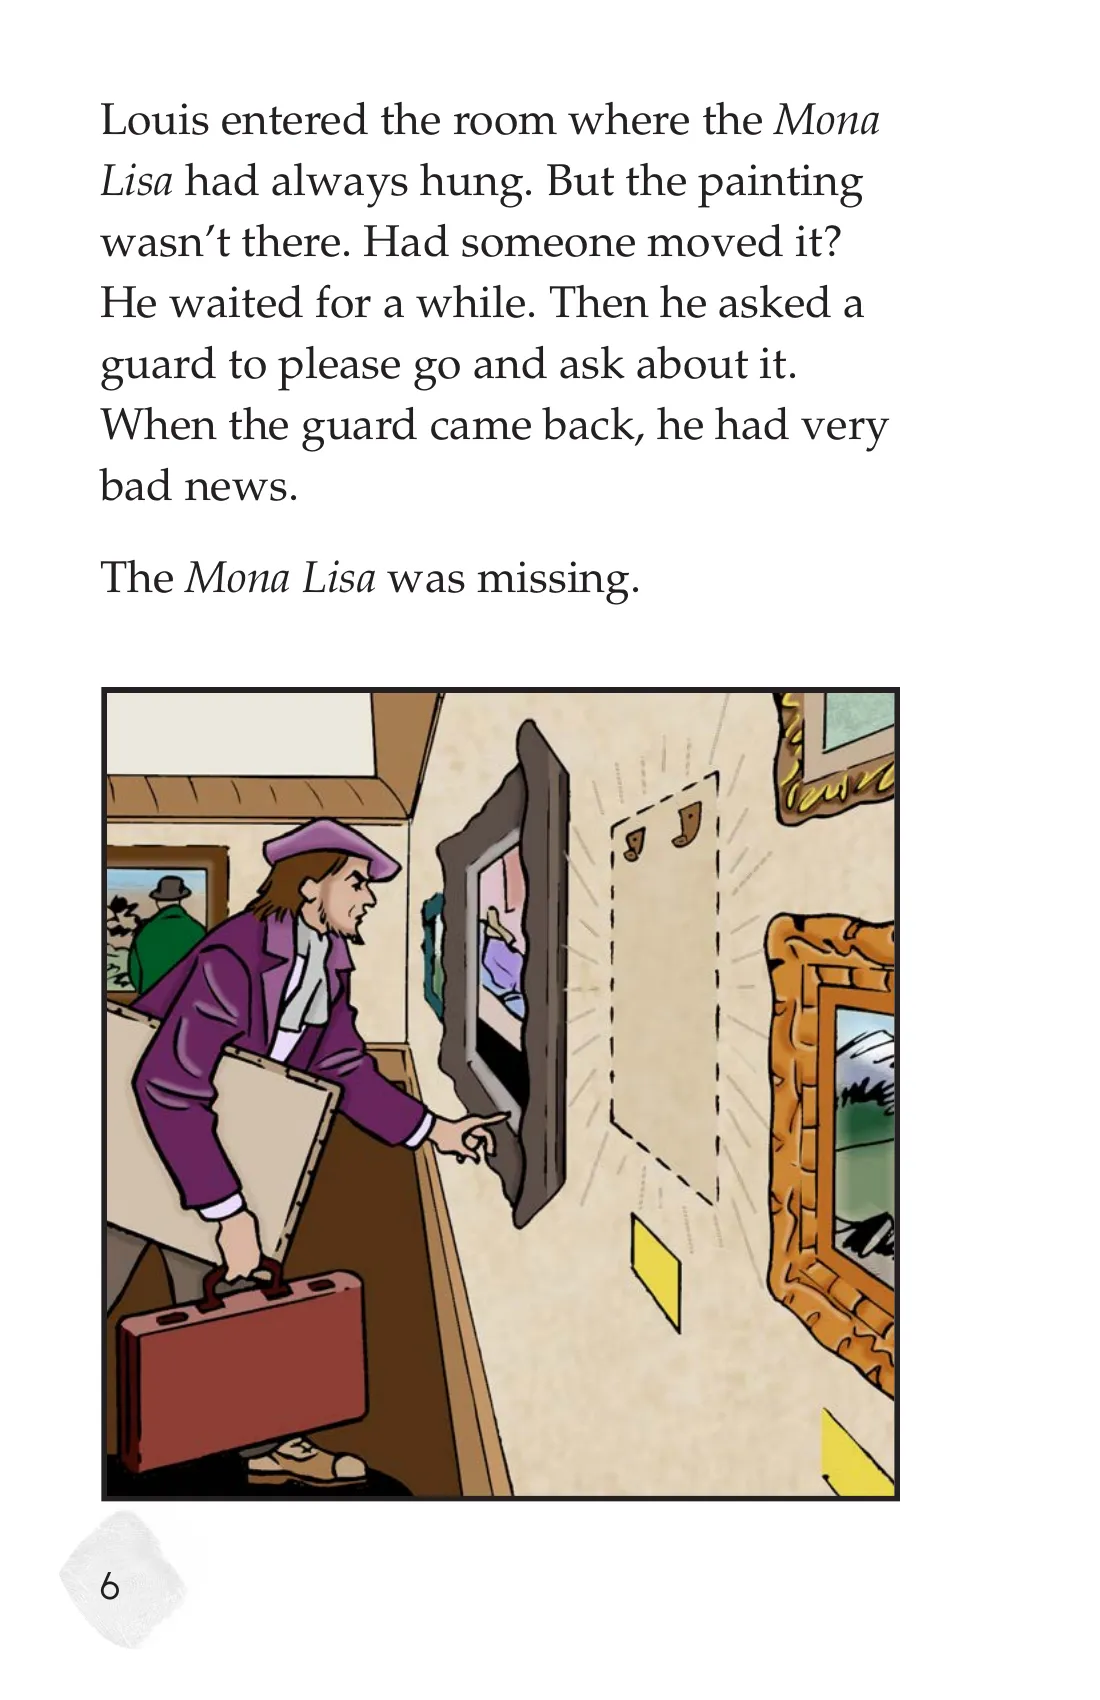 Louis entered the room where the Mona
Lisa had always hung. But the painting
wasn’t there. Had someone moved it?
He waited for a while. Then he asked a
guard to please go and ask about it.
When the guard came back, he had very
bad news.
The Mona Lisa was missing.
6